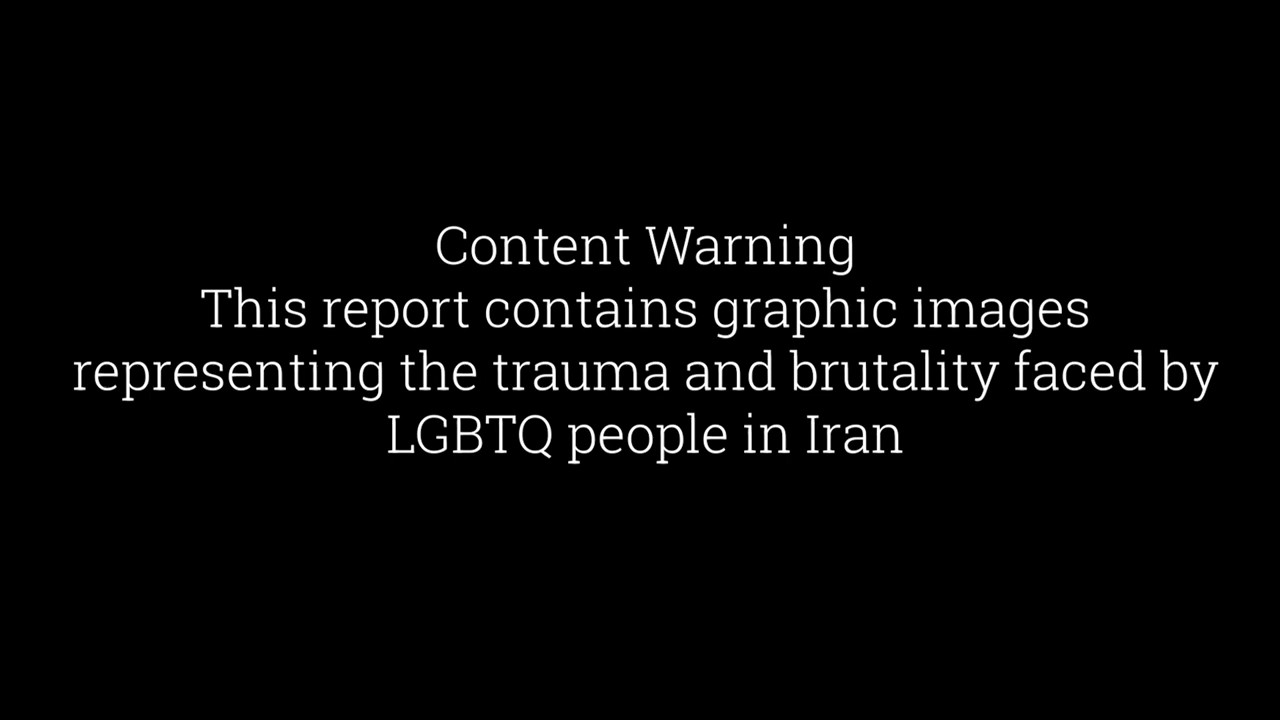 Content Warning
This report contains graphic images
representing the trauma and brutality faced by
LGBTQ people in Iran